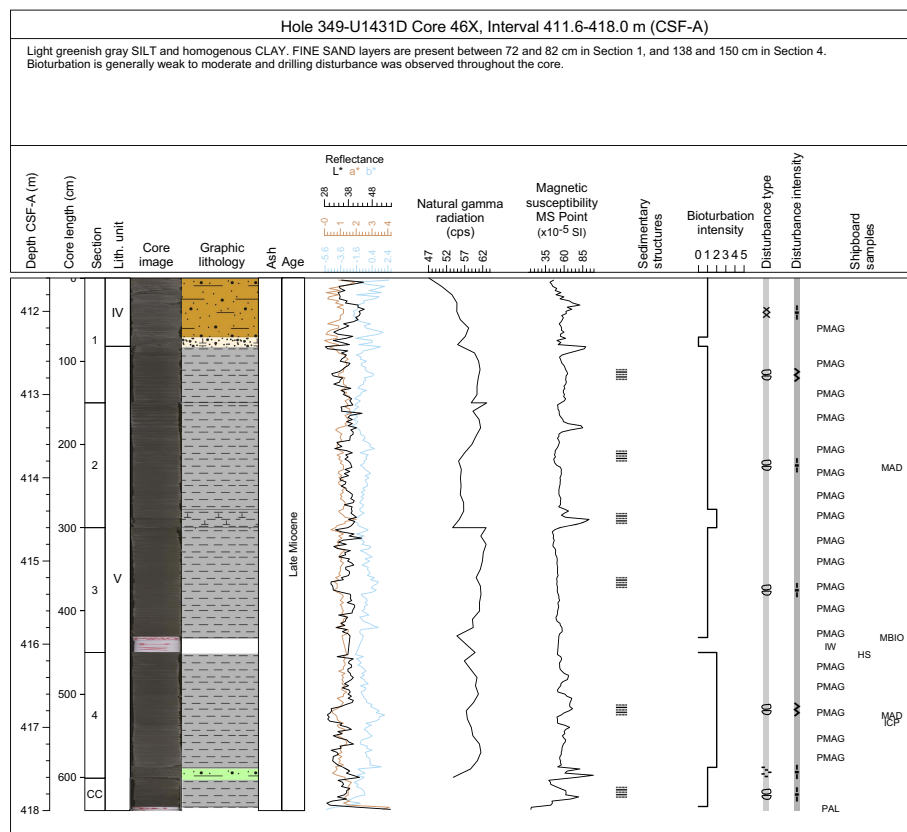 Hole 349-U1431D Core 46X, Interval 411.6-418.0 m (CSF-A)
Light greenish gray SILT and homogenous CLAY. FINE SAND layers are present between 72 and 82 cm in Section 1, and 138 and 150 cm in Section 4.
Bioturbation is generally weak to moderate and drilling disturbance was observed throughout the core.
Depth CSF-A (m)
Core length (cm)
Section
Lith. unit
Core
image
Graphic
lithology
Ash
Age
Reflectance
L* a* b*
28 38 48
-0 1 2 3 4
-5.6 -3.6 -1.6 0.4 2.4
Natural gamma
radiation
(cps)
47 52 57 62
Magnetic
susceptibility
MS Point
(x10-5 SI)
35 60 85
Sedimentary
structures
Bioturbation
intensity
0 1 2 3 4 5
Disturbance type
Disturbance intensity
Shipboard
samples
0
412
IV
PMAG
1
100
PMAG
413
PMAG
PMAG
200
PMAG
2
MAD
414
PMAG
PMAG
300
PMAG
415
PMAG
Late Miocene
PMAG
V
3
PMAG
400
PMAG
416
PMAG
MBIO
IW
HS
PMAG
500
PMAG
4
417
PMAG
MAD
ICP
PMAG
PMAG
600
CC
418
PAL